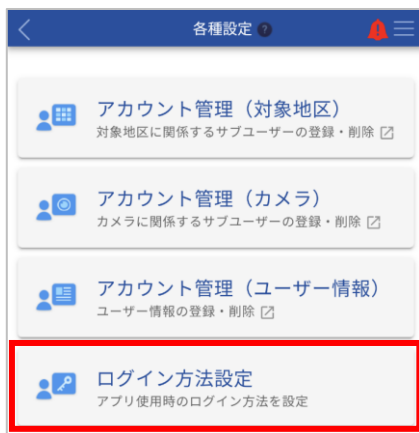 各種設定 ?
アカウント管理（対象地区）
対象地区に関係するサブユーザーの登録・削除
アカウント管理（カメラ）
カメラに関係するサブユーザーの登録・削除
アカウント管理（ユーザー情報）
ユーザー情報の登録・削除
ログイン方法設定
アプリ使用時のログイン方法を設定